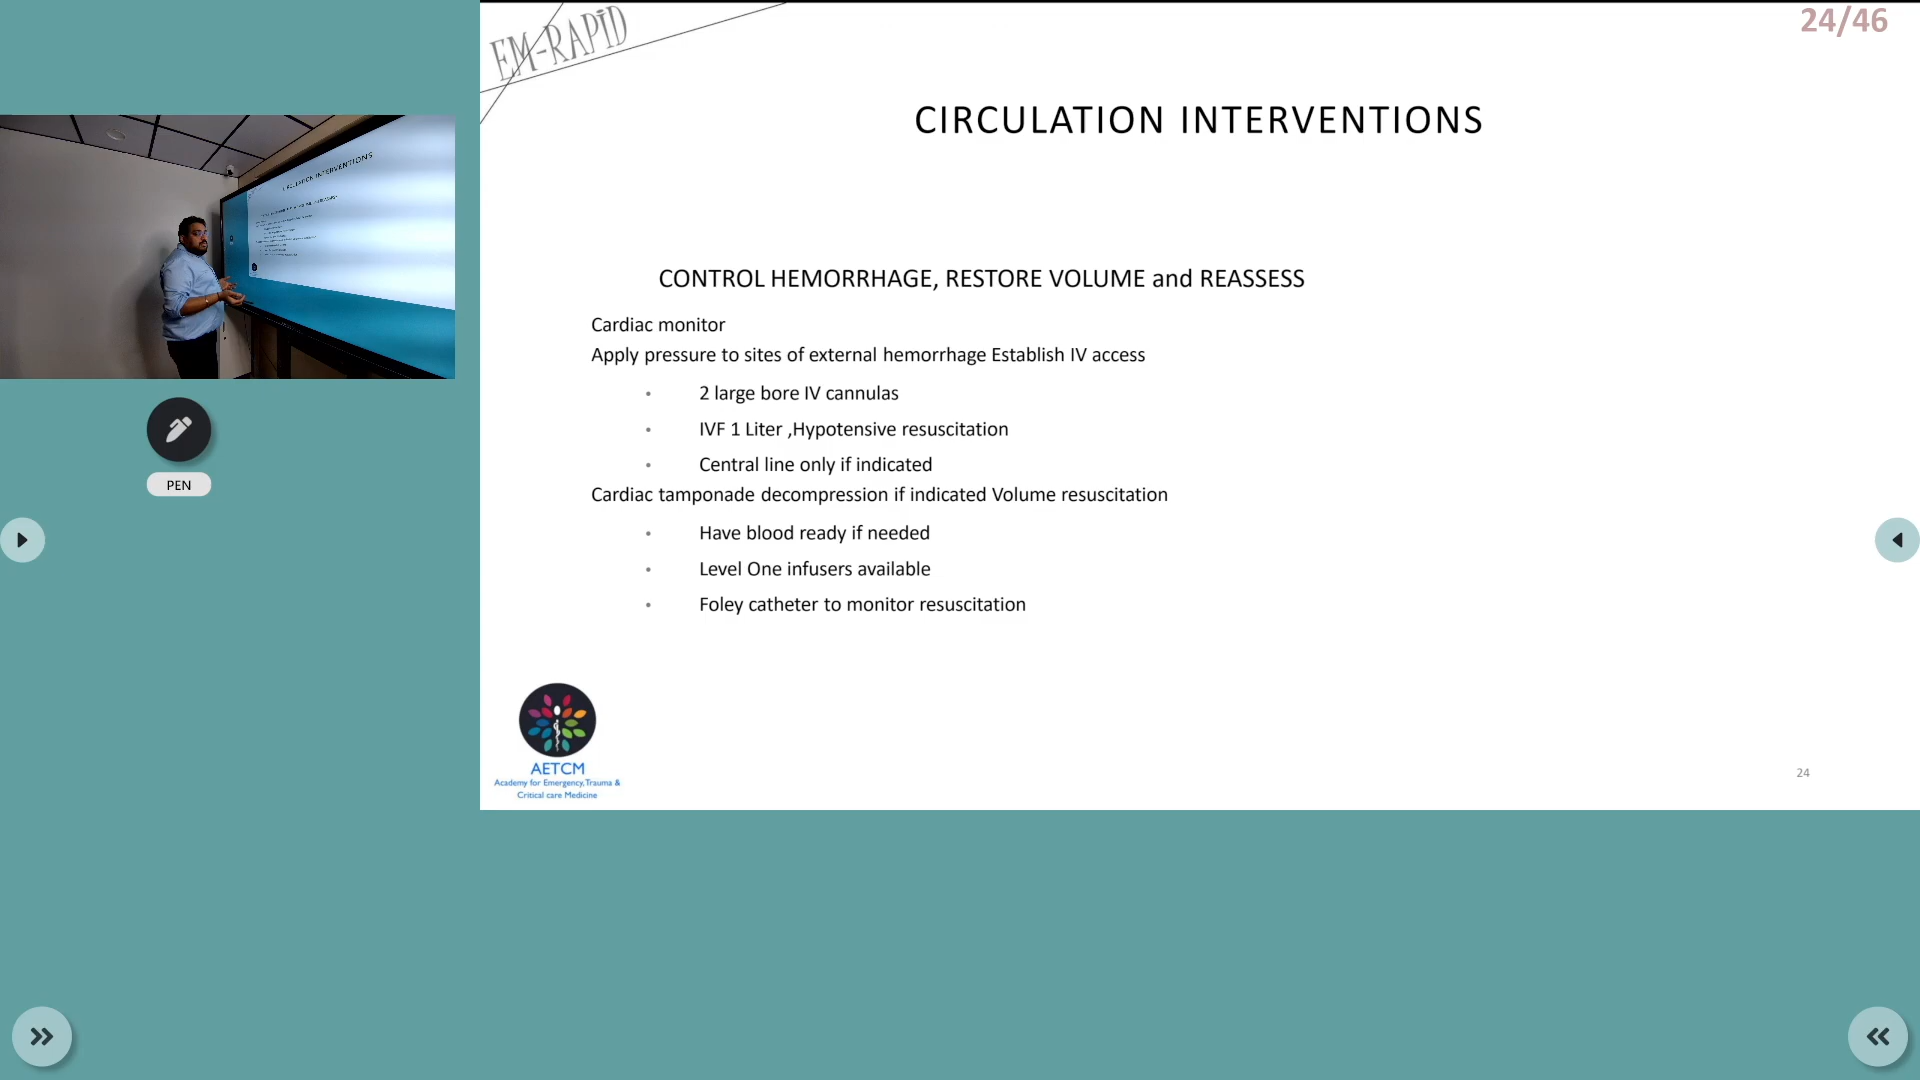 EM-RAPiD
24/46
CIRCULATION INTERVENTIONS
CONTROL HEMORRHAGE, RESTORE VOLUME and REASSESS
Cardiac monitor
Apply pressure to sites of external hemorrhage Establish IV access
• 2 large bore IV cannulas
• IVF 1 Liter ,Hypotensive resuscitation
• Central line only if indicated
Cardiac tamponade decompression if indicated Volume resuscitation
• Have blood ready if needed
• Level One infusers available
• Foley catheter to monitor resuscitation
PEN
AETCM
Academy for Emergency,Trauma &
Critical care Medicine
24